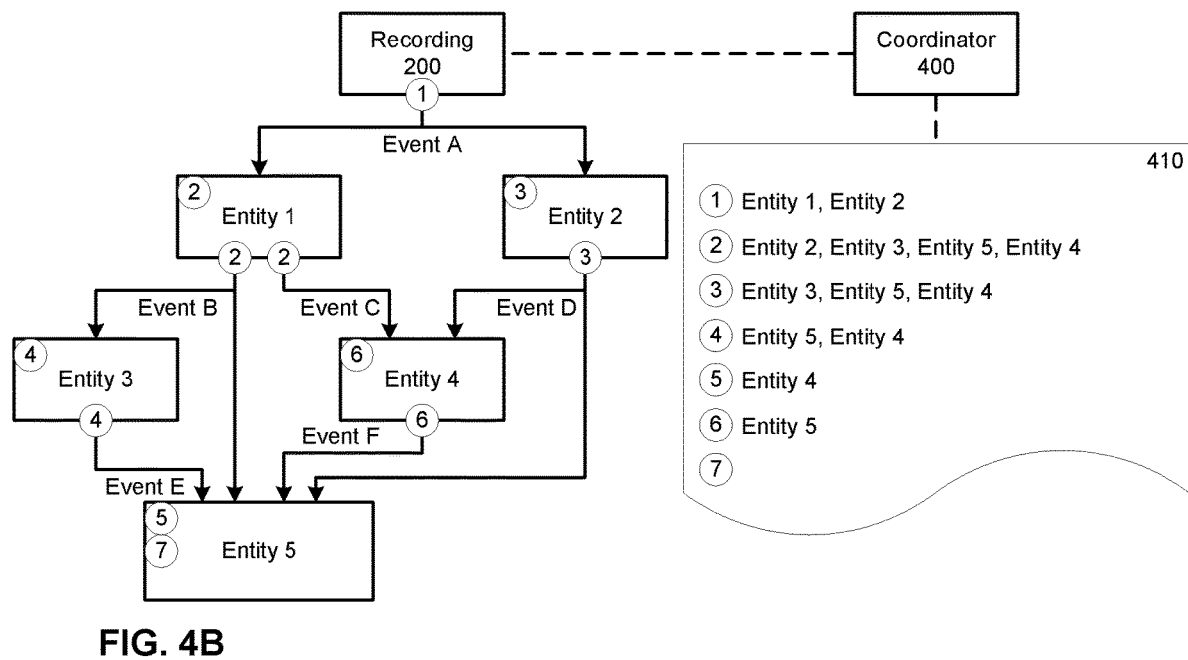 Recording
200
Coordinator
400
1
Event A
410
2
Entity 1
3
Entity 2
2
2
3
1 Entity 1, Entity 2
2 Entity 2, Entity 3, Entity 5, Entity 4
3 Entity 3, Entity 5, Entity 4
4 Entity 5, Entity 4
5 Entity 4
6 Entity 5
7
Event B
Event C
Event D
4
Entity 3
6
Entity 4
4
6
Event F
Event E
5
7
Entity 5
FIG. 4B